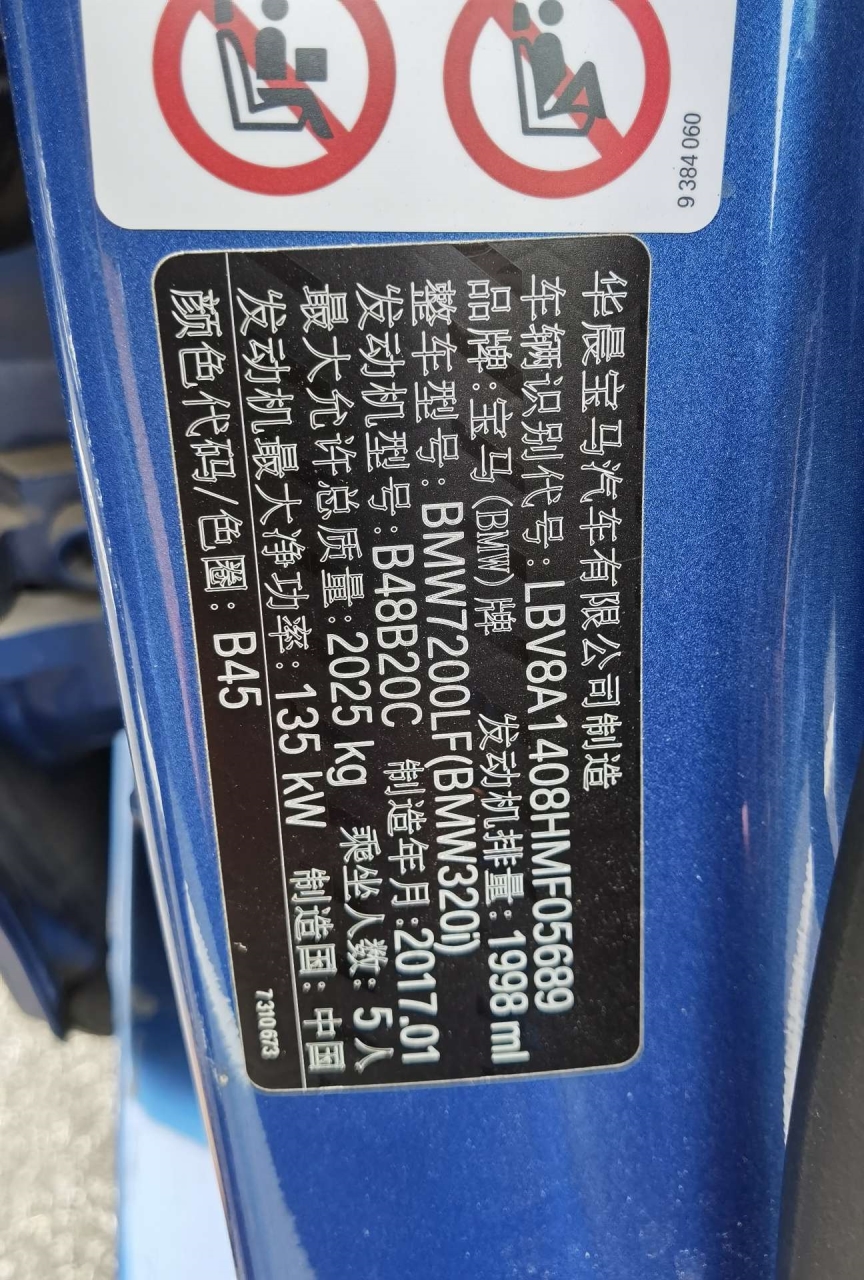 9 384 060
华晨宝马汽车有限公司制造
车辆识别代号:LBV8A1408HMF05689
品牌:宝马(BMW)牌 发动机排量:1998 ml
整车型号:BMW7200LF(BMW320i)
发动机型号:B48B20C 制造年月:2017.01
最大允许总质量:2025 kg 乘坐人数:5人
发动机最大净功率:135 kW 制造国:中国
颜色代码/色圈:B45
7310673